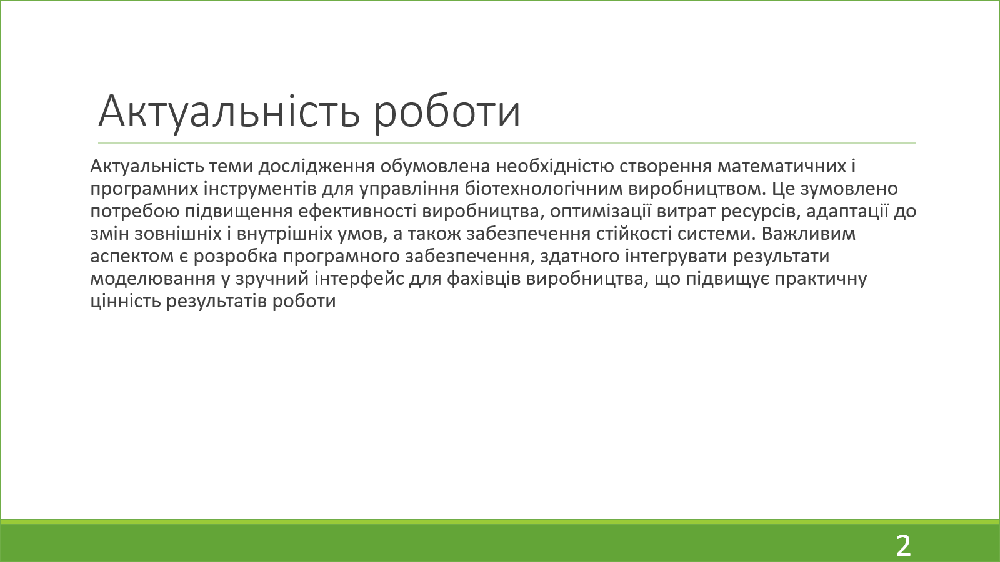 Актуальність роботи
Актуальність теми дослідження обумовлена необхідністю створення математичних і
програмних інструментів для управління біотехнологічним виробництвом. Це зумовлено
потребою підвищення ефективності виробництва, оптимізації витрат ресурсів, адаптації до
змін зовнішніх і внутрішніх умов, а також забезпечення стійкості системи. Важливим
аспектом є розробка програмного забезпечення, здатного інтегрувати результати
моделювання у зручний інтерфейс для фахівців виробництва, що підвищує практичну
цінність результатів роботи
2